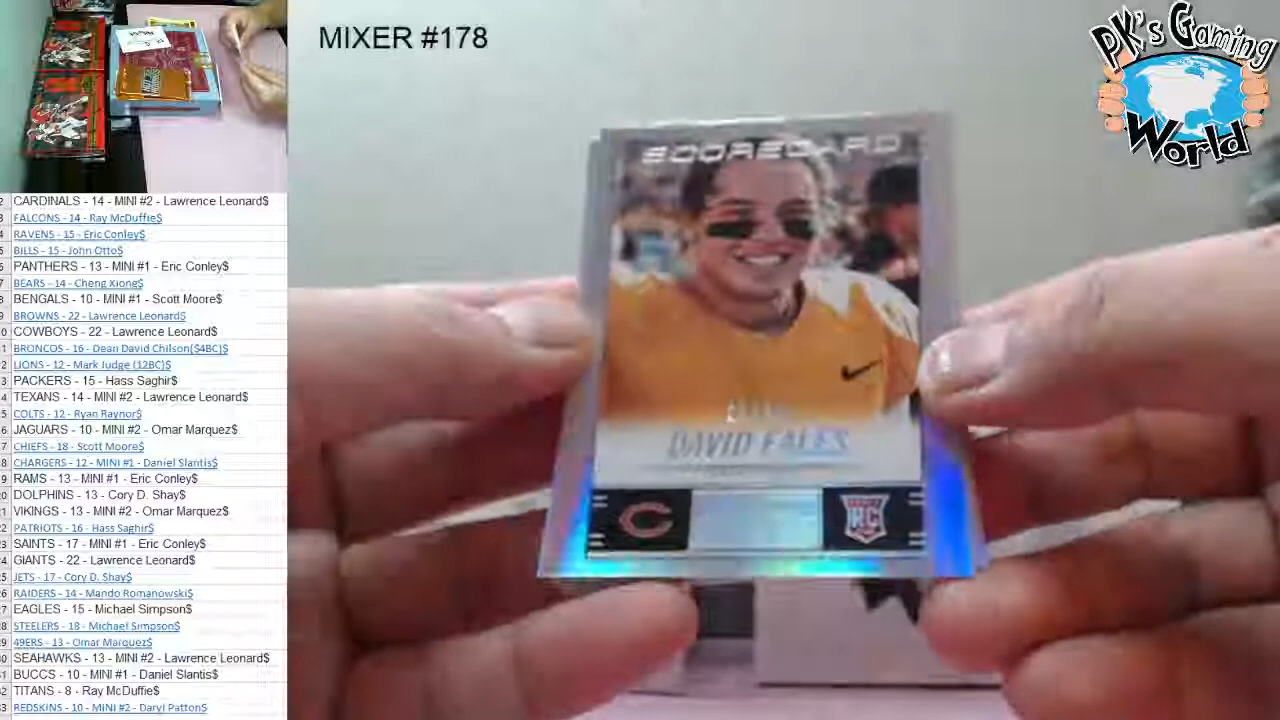 MIXER #178
PK's Gaming World
CARDINALS - 14 - MINI #2 - Lawrence Leonard$
FALCONS - 14 - Ray McDuffie$
RAVENS - 15 - Eric Conley$
BILLS - 15 - John Otto$
PANTHERS - 13 - MINI #1 - Eric Conley$
BEARS - 14 - Cheng Xiong$
BENGALS - 10 - MINI #1 - Scott Moore$
BROWNS - 22 - Lawrence Leonard$
COWBOYS - 22 - Lawrence Leonard$
BRONCOS - 16 - Dean David Chilson($4BC)$
LIONS - 12 - Mark Judge (12BC)$
PACKERS - 15 - Hass Saghir$
TEXANS - 14 - MINI #2 - Lawrence Leonard$
COLTS - 12 - Ryan Raynor$
JAGUARS - 10 - MINI #2 - Omar Marquez$
CHIEFS - 18 - Scott Moore$
CHARGERS - 12 - MINI #1 - Daniel Slantis$
RAMS - 13 - MINI #1 - Eric Conley$
DOLPHINS - 13 - Cory D. Shay$
VIKINGS - 13 - MINI #2 - Omar Marquez$
PATRIOTS - 16 - Hass Saghir$
SAINTS - 17 - MINI #1 - Eric Conley$
GIANTS - 22 - Lawrence Leonard$
JETS - 17 - Cory D. Shay$
RAIDERS - 14 - Mando Romanowski$
EAGLES - 15 - Michael Simpson$
STEELERS - 18 - Michael Simpson$
49ERS - 13 - Omar Marquez$
SEAHAWKS - 13 - MINI #2 - Lawrence Leonard$
BUCCS - 10 - MINI #1 - Daniel Slantis$
TITANS - 8 - Ray McDuffie$
REDSKINS - 10 - MINI #2 - Daryl Patton$
SCOREBOARD
DAVID FALES
C
RC